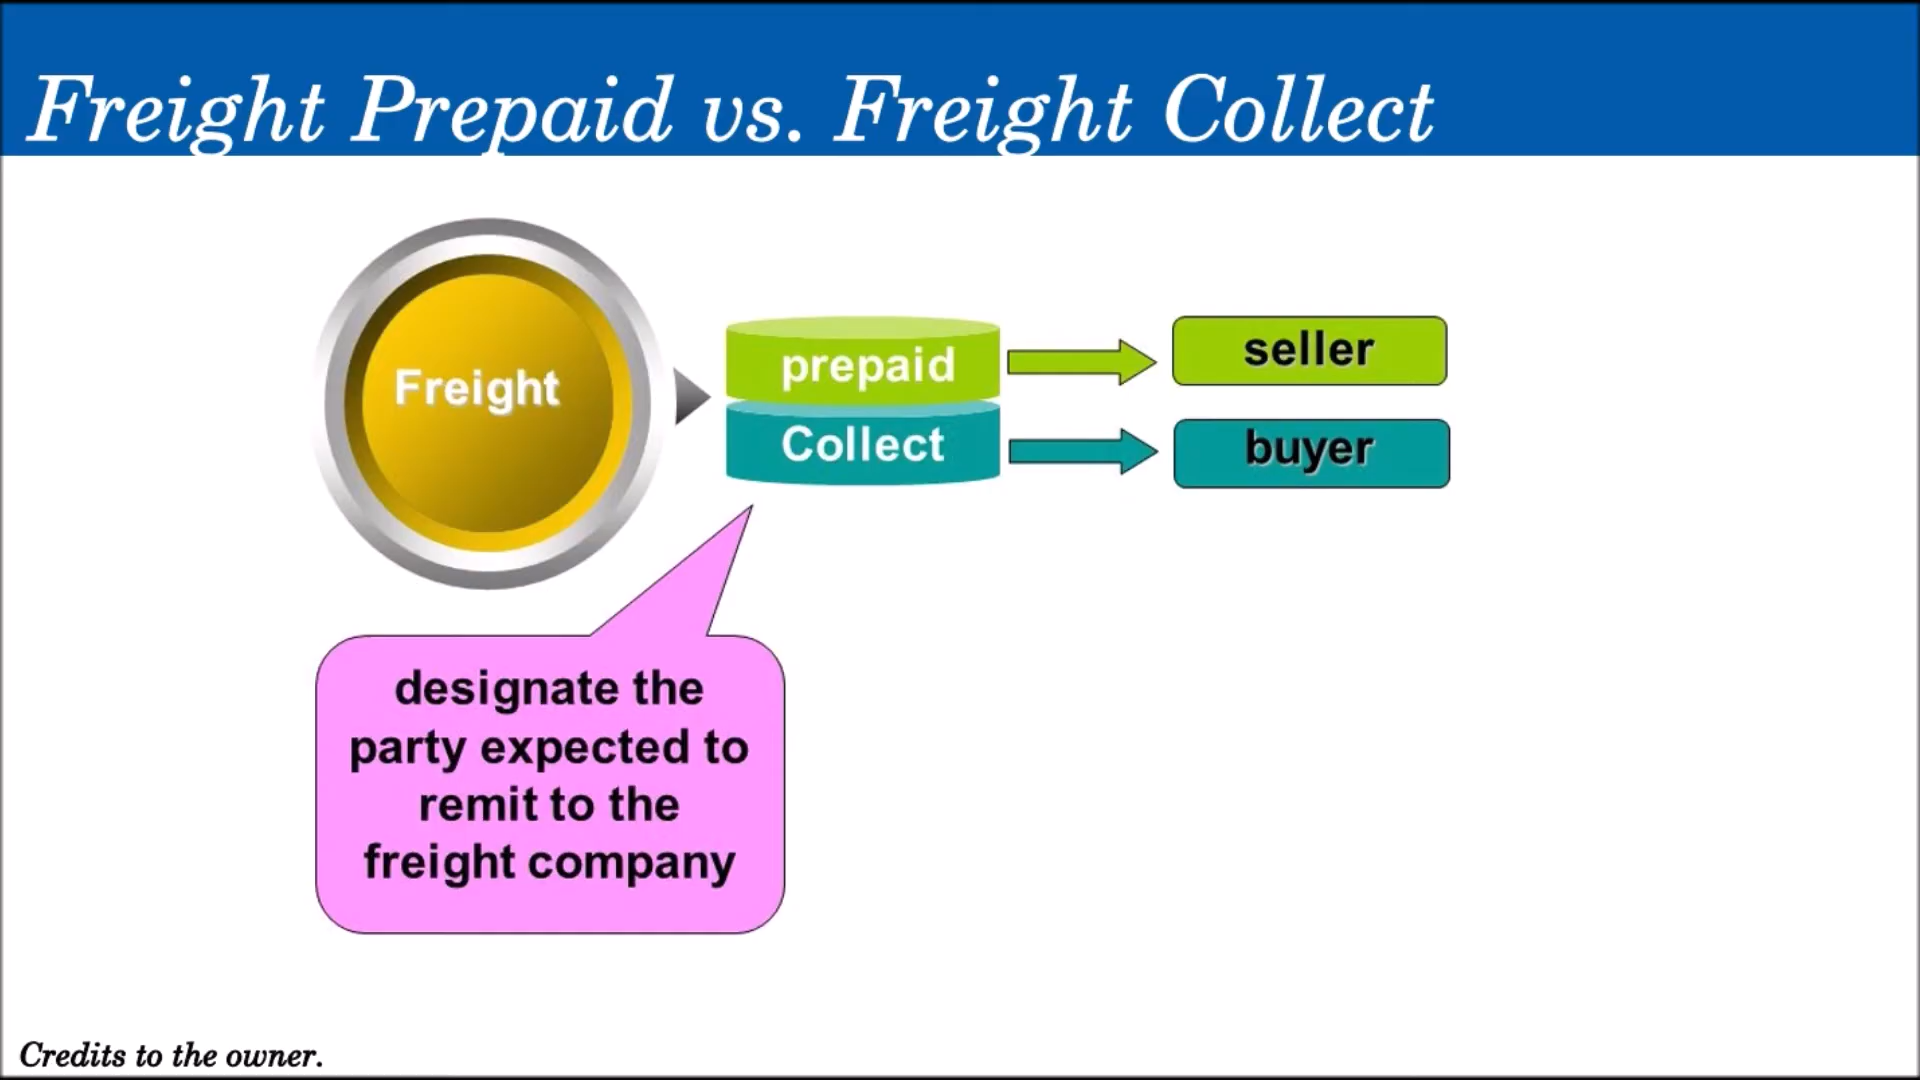 Freight Prepaid vs. Freight Collect
Freight
prepaid
seller
Collect
buyer
designate the
party expected to
remit to the
freight company
Credits to the owner.